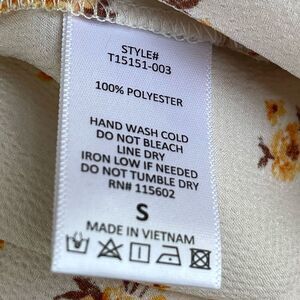 STYLE#
T15151-003
100% POLYESTER
HAND WASH COLD
DO NOT BLEACH
LINE DRY
IRON LOW IF NEEDED
DO NOT TUMBLE DRY
RN# 115602
S
MADE IN VIETNAM